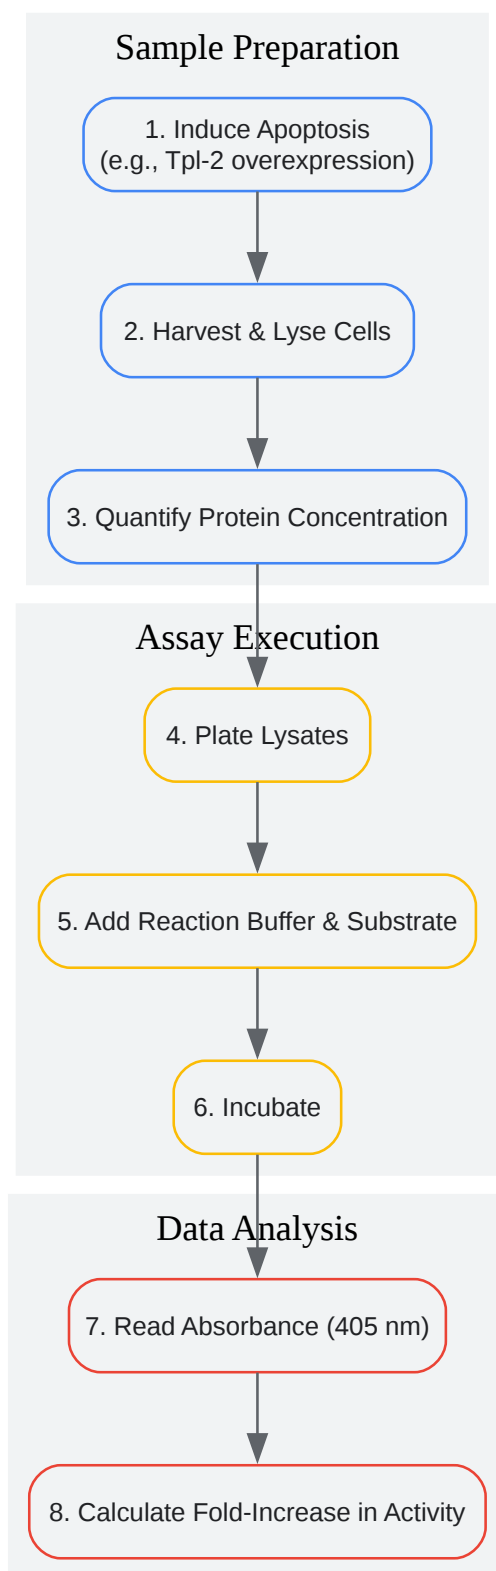 Sample Preparation
1. Induce Apoptosis
(e.g., Tpl-2 overexpression)
2. Harvest & Lyse Cells
3. Quantify Protein Concentration
Assay Execution
4. Plate Lysates
5. Add Reaction Buffer & Substrate
6. Incubate
Data Analysis
7. Read Absorbance (405 nm)
8. Calculate Fold-Increase in Activity